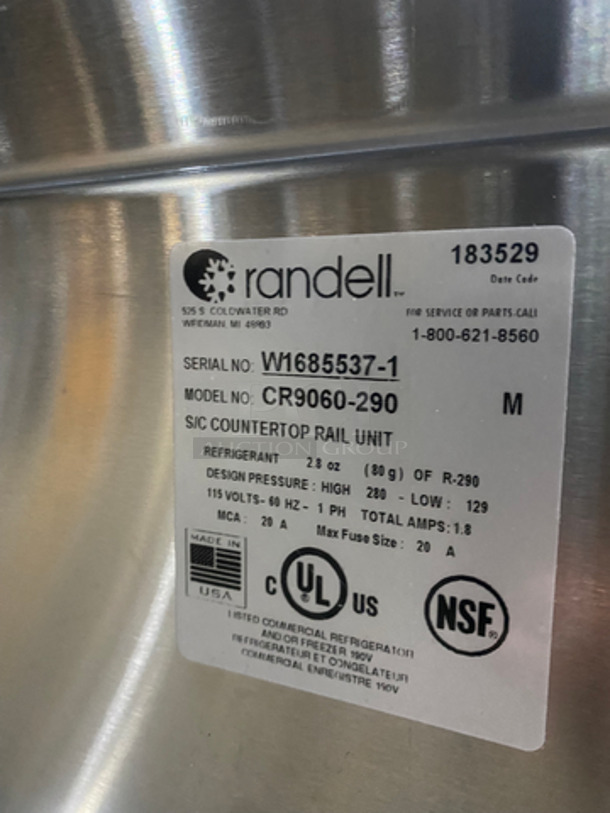 randell™
183529
Date Code
525 S. COLDWATER RD
WEIDMAN, MI 48893
FOR SERVICE OR PARTS CALL
1-800-621-8560
SERIAL NO: W1685537-1
MODEL NO: CR9060-290 M
S/C COUNTERTOP RAIL UNIT
AUCTION GROUP
REFRIGERANT 2.8 oz (80 g) OF R-290
DESIGN PRESSURE: HIGH 280 - LOW: 129
115 VOLTS- 60 HZ - 1 PH TOTAL AMPS: 1.8
MCA: 20 A Max Fuse Size: 20 A
MADE IN
USA
C UL ® US
NSF®
LISTED COMMERCIAL REFRIGERATOR
AND/OR FREEZER 190V
REFRIGERATEUR ET CONGELATEUR
COMMERCIAL ENREGISTRE 190V